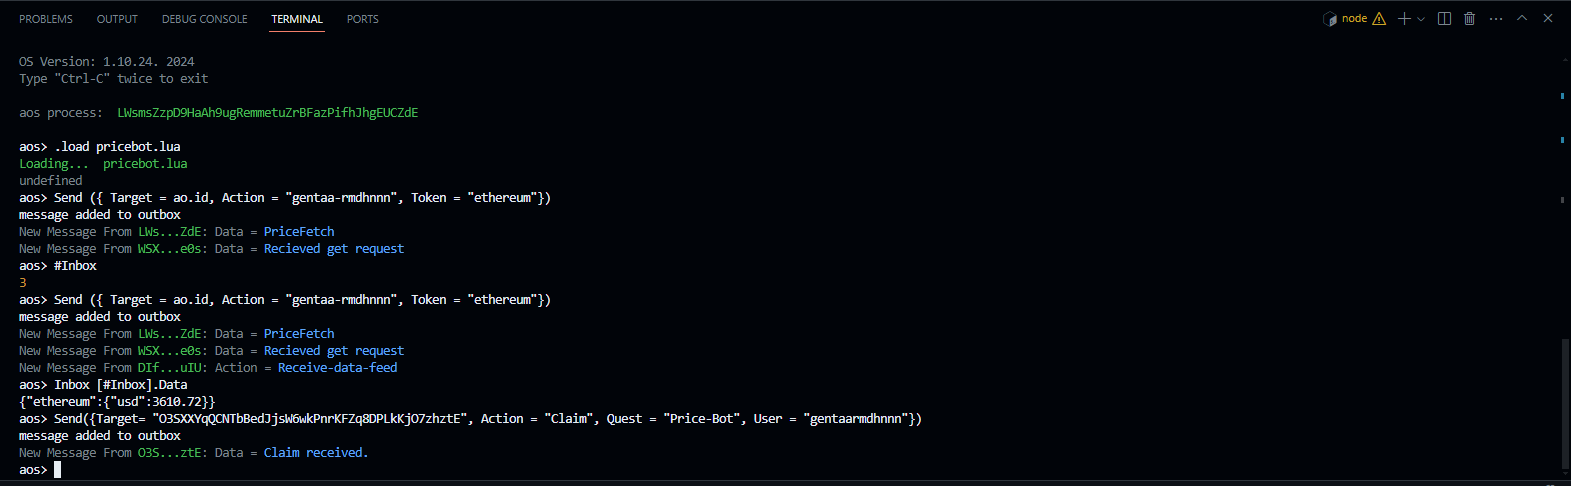 PROBLEMS OUTPUT DEBUG CONSOLE TERMINAL PORTS node
OS Version: 1.10.24. 2024
Type "Ctrl-C" twice to exit
aos process: LWsmsZzpD9HaAh9ugRemmetuZrBFazPifhJhgEUCZdE
aos> .load pricebot.lua
Loading... pricebot.lua
undefined
aos> Send ({ Target = ao.id, Action = "gentaa-rmdhnnn", Token = "ethereum"})
message added to outbox
New Message From LWs...ZdE: Data = PriceFetch
New Message From WSX...e0s: Data = Recieved get request
aos> #Inbox
3
aos> Send ({ Target = ao.id, Action = "gentaa-rmdhnnn", Token = "ethereum"})
message added to outbox
New Message From LWs...ZdE: Data = PriceFetch
New Message From WSX...e0s: Data = Recieved get request
New Message From DIf...uIU: Action = Receive-data-feed
aos> Inbox [#Inbox].Data
{"ethereum":{"usd":3610.72}}
aos> Send({Target= "O3SXXYqQCNTbBedJjsW6wkPnrKFZq8DPLkKjO7zhztE", Action = "Claim", Quest = "Price-Bot", User = "gentaarmdhnnn"})
message added to outbox
New Message From O3S...ztE: Data = Claim received.
aos>